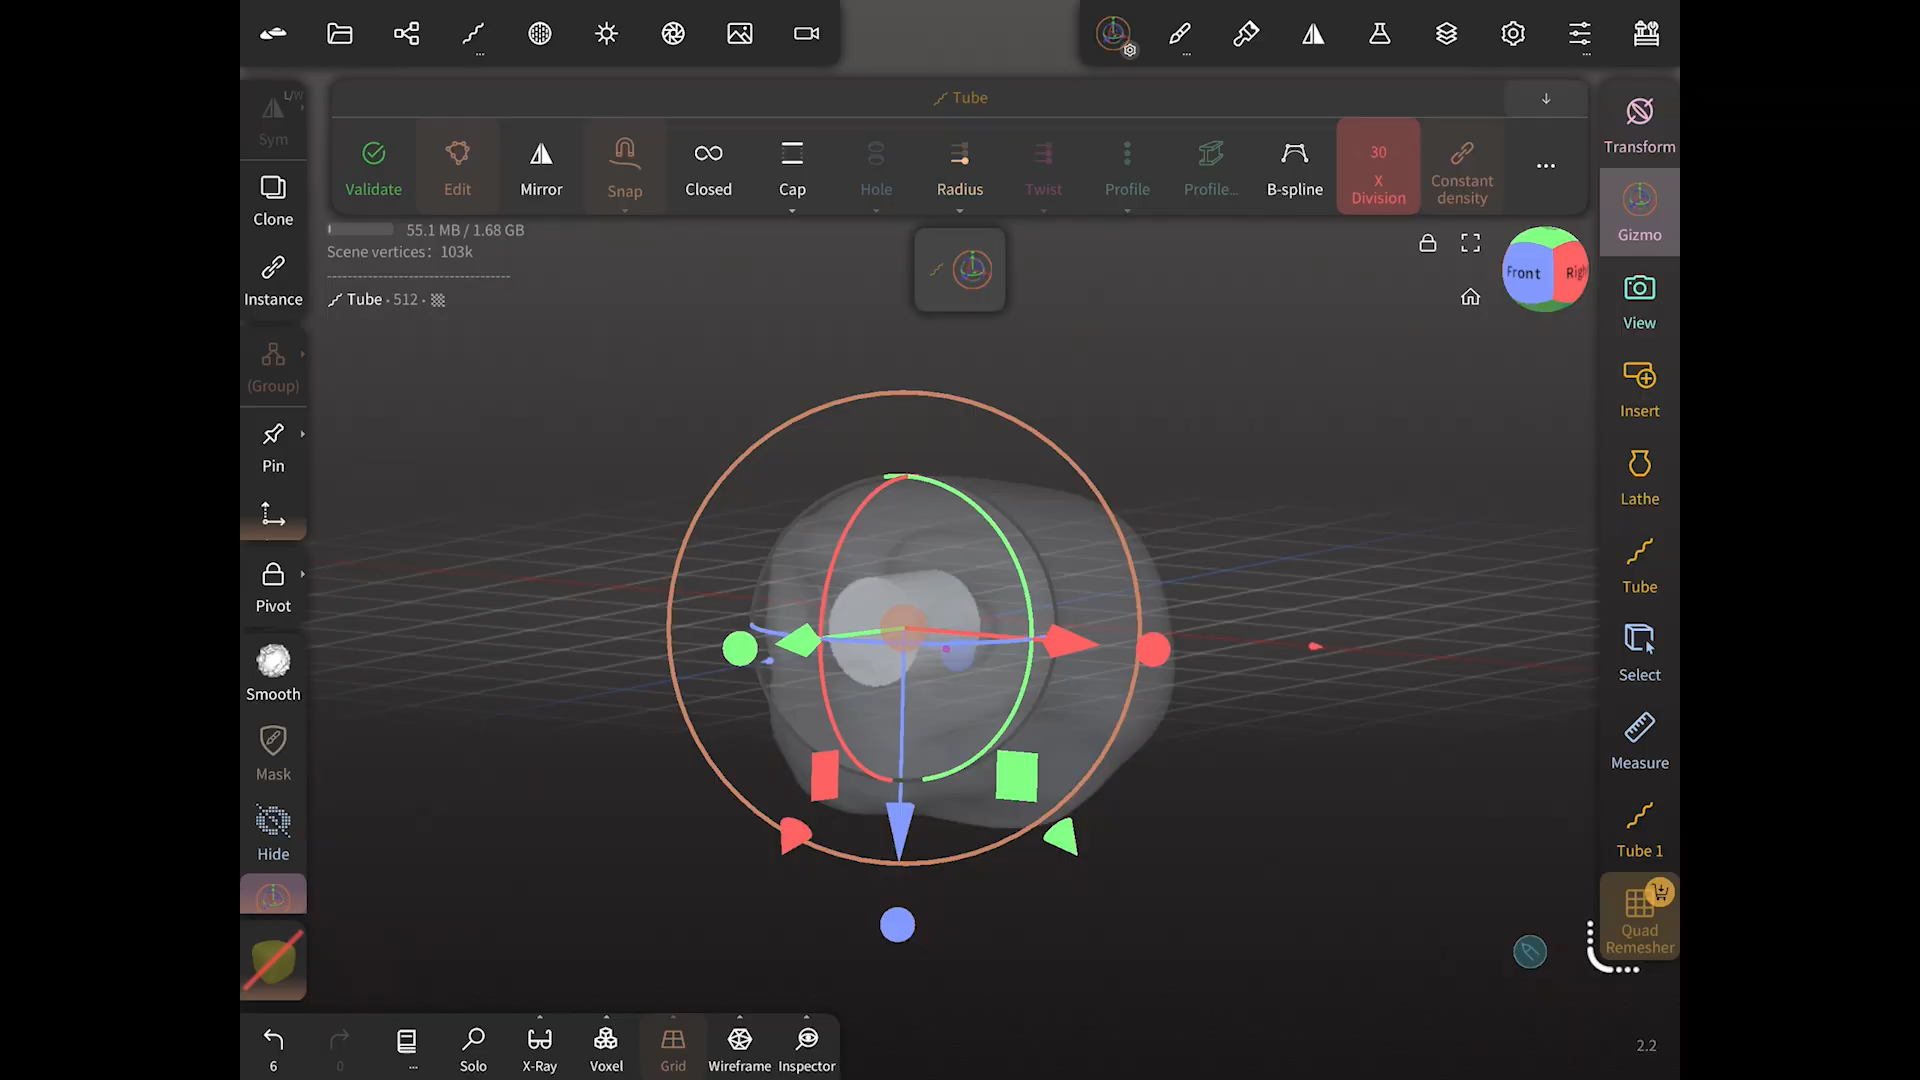 Tube
L/W
Sym
Validate
Edit
Mirror
Snap
Closed
Cap
Hole
Radius
Twist
Profile
Profile...
B-spline
30
X
Division
Constant
density
...
Clone
Instance
(Group)
Pin
Pivot
Smooth
Mask
Hide
55.1 MB / 1.68 GB
Scene vertices: 103k
Tube • 512 •
Front
Righ
Transform
Gizmo
View
Insert
Lathe
Tube
Select
Measure
Tube 1
Quad
Remesher
6
0
...
Solo
X-Ray
Voxel
Grid
Wireframe
Inspector
2.2